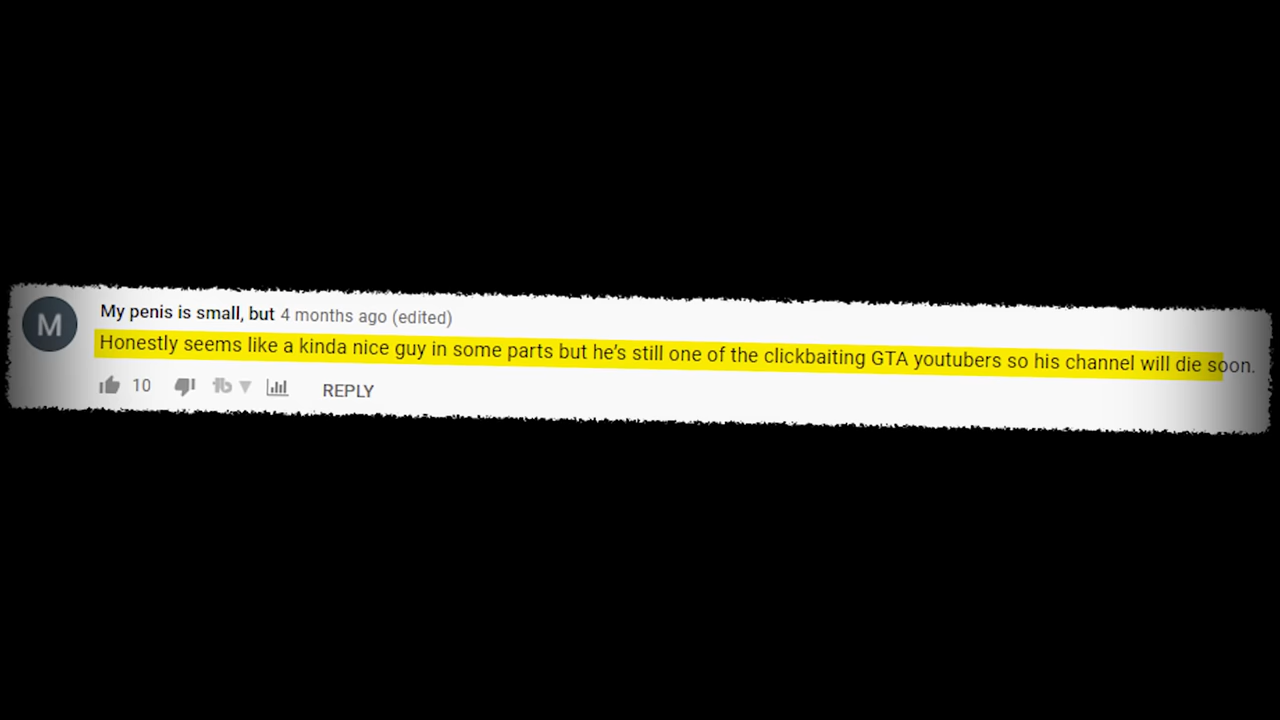 M
My penis is small, but 4 months ago (edited)
Honestly seems like a kinda nice guy in some parts but he's still one of the clickbaiting GTA youtubers so his channel will die soon.
10 tb REPLY